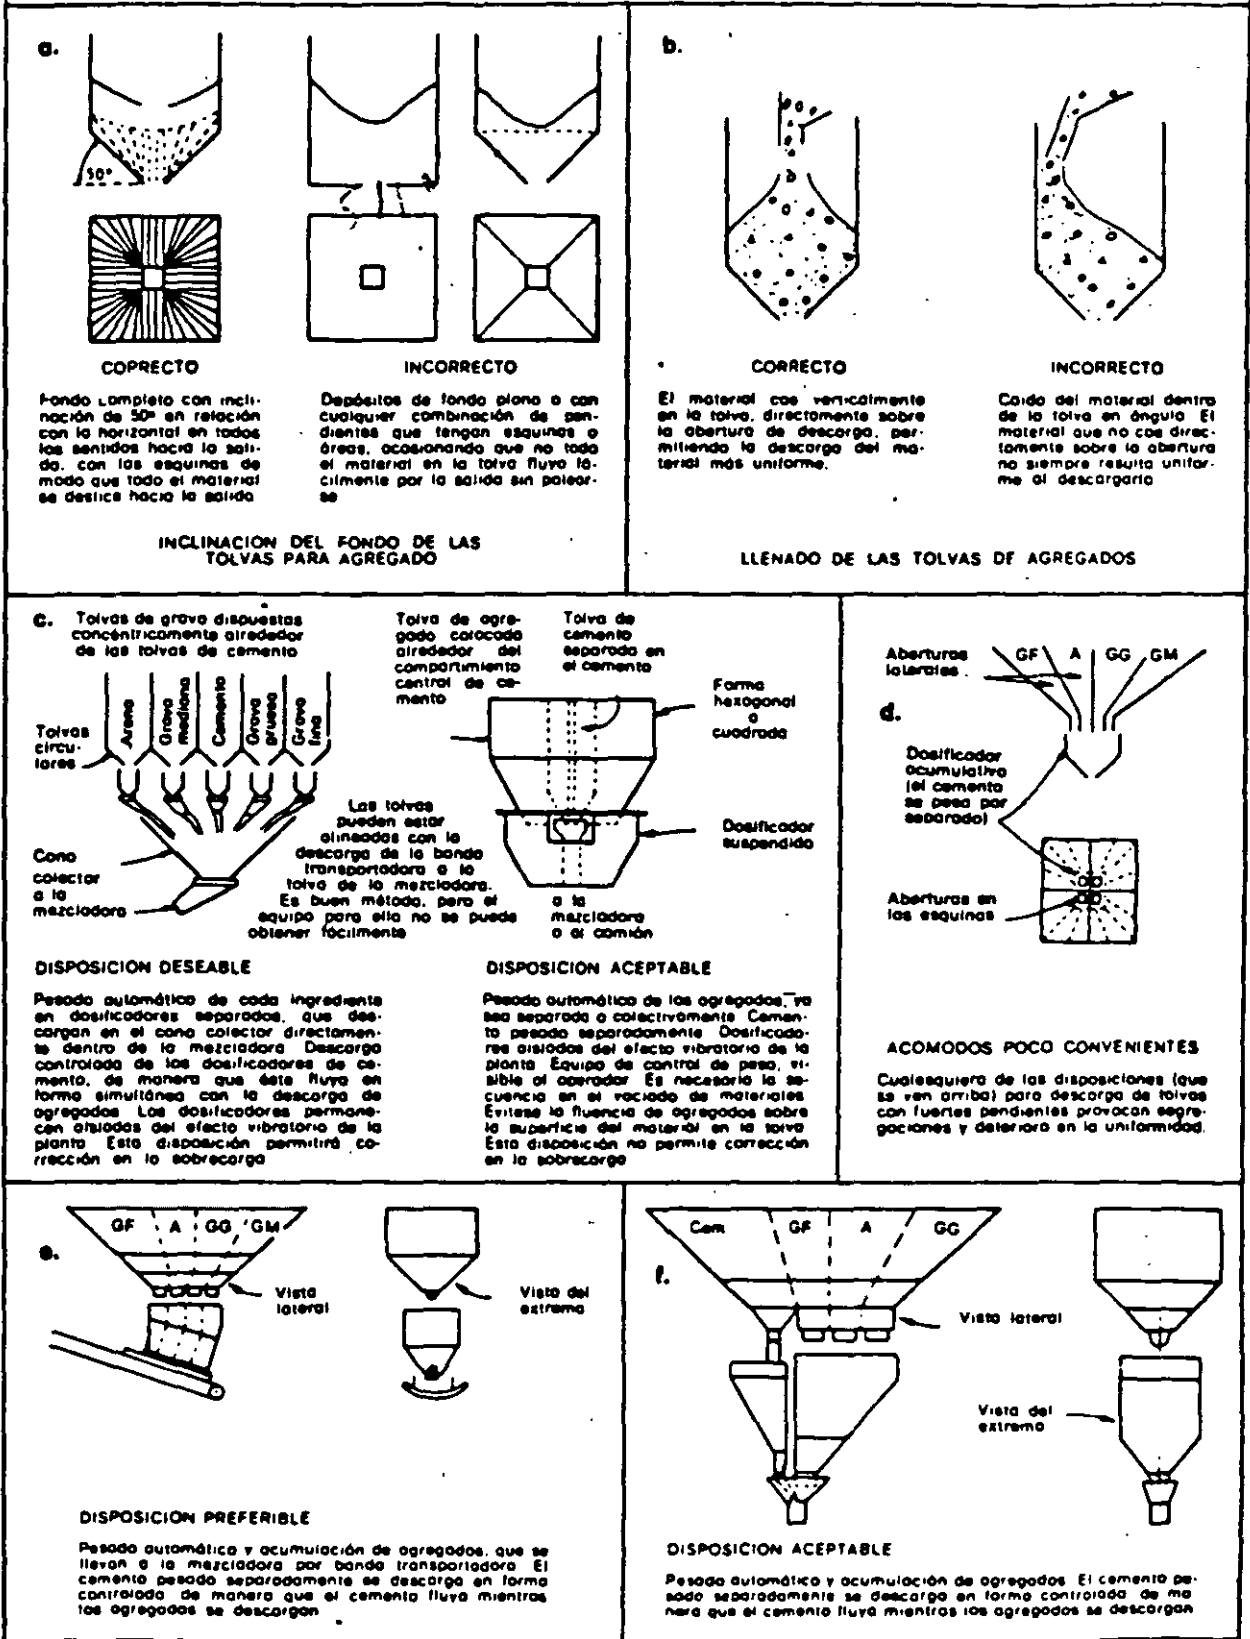 a.
50°
COPRECTO
Fondo completo con incli-
nación de 50° en relación
con la horizontal en todos
los sentidos hacia la sali-
da, con las esquinas de
modo que todo el material
se deslice hacia la salida
INCORRECTO
Depósitos de fondo plano o con
cualquier combinación de pen-
dientes que tengan esquinas o
áreas, ocasionando que no todo
el material en la tolva fluya fá-
cilmente por la salida sin palear-
se
INCLINACION DEL FONDO DE LAS
TOLVAS PARA AGREGADO
b.
CORRECTO
El material cae verticalmente
en la tolva, directamente sobre
la abertura de descarga, per-
mitiendo la descarga del ma-
terial más uniforme.
INCORRECTO
Caída del material dentro
de la tolva en ángulo El
material que no cae direc-
tamente sobre la abertura
no siempre resulta unifor-
me al descargarlo
LLENADO DE LAS TOLVAS DE AGREGADOS
c.
Tolvas de grava dispuestas
concéntricamente alrededor
de las tolvas de cemento
Tolvas
circu-
lares
Arena
Grava
mediana
Cemento
Grava
gruesa
Grava
fina
Cono
colector
a la
mezcladora
Las tolvas
pueden estar
alineadas con la
descarga de la banda
transportadora a la
tolva de la mezcladora.
Es buen método, pero el
equipo para ello no se puede
obtener fácilmente
Tolva de agre-
gado colocada
alrededor del
compartimiento
central de ce-
mento
Tolva de
cemento
separada en
el cemento
Forma
hexagonal
o
cuadrada
Dosificador
suspendido
a la
mezcladora
o al camión
DISPOSICION DESEABLE
Pesado automático de cada ingrediente
en dosificadores separados, que des-
cargan en el cono colector directamen-
te dentro de la mezcladora Descarga
controlada de los dosificadores de ce-
mento, de manera que éste fluya en
forma simultánea con la descarga de
agregados Los dosificadores permane-
cen aislados del efecto vibratorio de la
planta Esta disposición permitirá co-
rrección en la sobrecarga
DISPOSICION ACEPTABLE
Pesado automático de los agregados, ya
sea separada o colectivamente Cemen-
to pesado separadamente Dosificado-
res aislados del efecto vibratorio de la
planta Equipo de control de peso, vi-
sible al operador Es necesaria la se-
cuencia en el vaciado de materiales
Evítese la fluencia de agregados sobre
la superficie del material en la tolva
Esta disposición no permite corrección
en la sobrecarga
d.
Aberturas
laterales
GF A GG GM
Dosificador
acumulativo
(el cemento
se pesa por
separado)
Aberturas en
las esquinas
ACOMODOS POCO CONVENIENTES
Cualesquiera de las disposiciones (que
se ven arriba) para descarga de tolvas
con fuertes pendientes provocan segre-
gaciones y deterioro en la uniformidad.
e.
GF A GG GM
Vista
lateral
Vista del
extremo
DISPOSICION PREFERIBLE
Pesado automático y acumulación de agregados, que se
llevan a la mezcladora por banda transportadora El
cemento pesado separadamente se descarga en forma
controlada de manera que el cemento fluya mientras
los agregados se descargan
f.
Cem GF A GG
Vista lateral
Vista del
extremo
DISPOSICION ACEPTABLE
Pesado automático y acumulación de agregados El cemento pe-
sado separadamente se descarga en forma controlada de ma
nera que el cemento fluya mientras los agregados se descargan